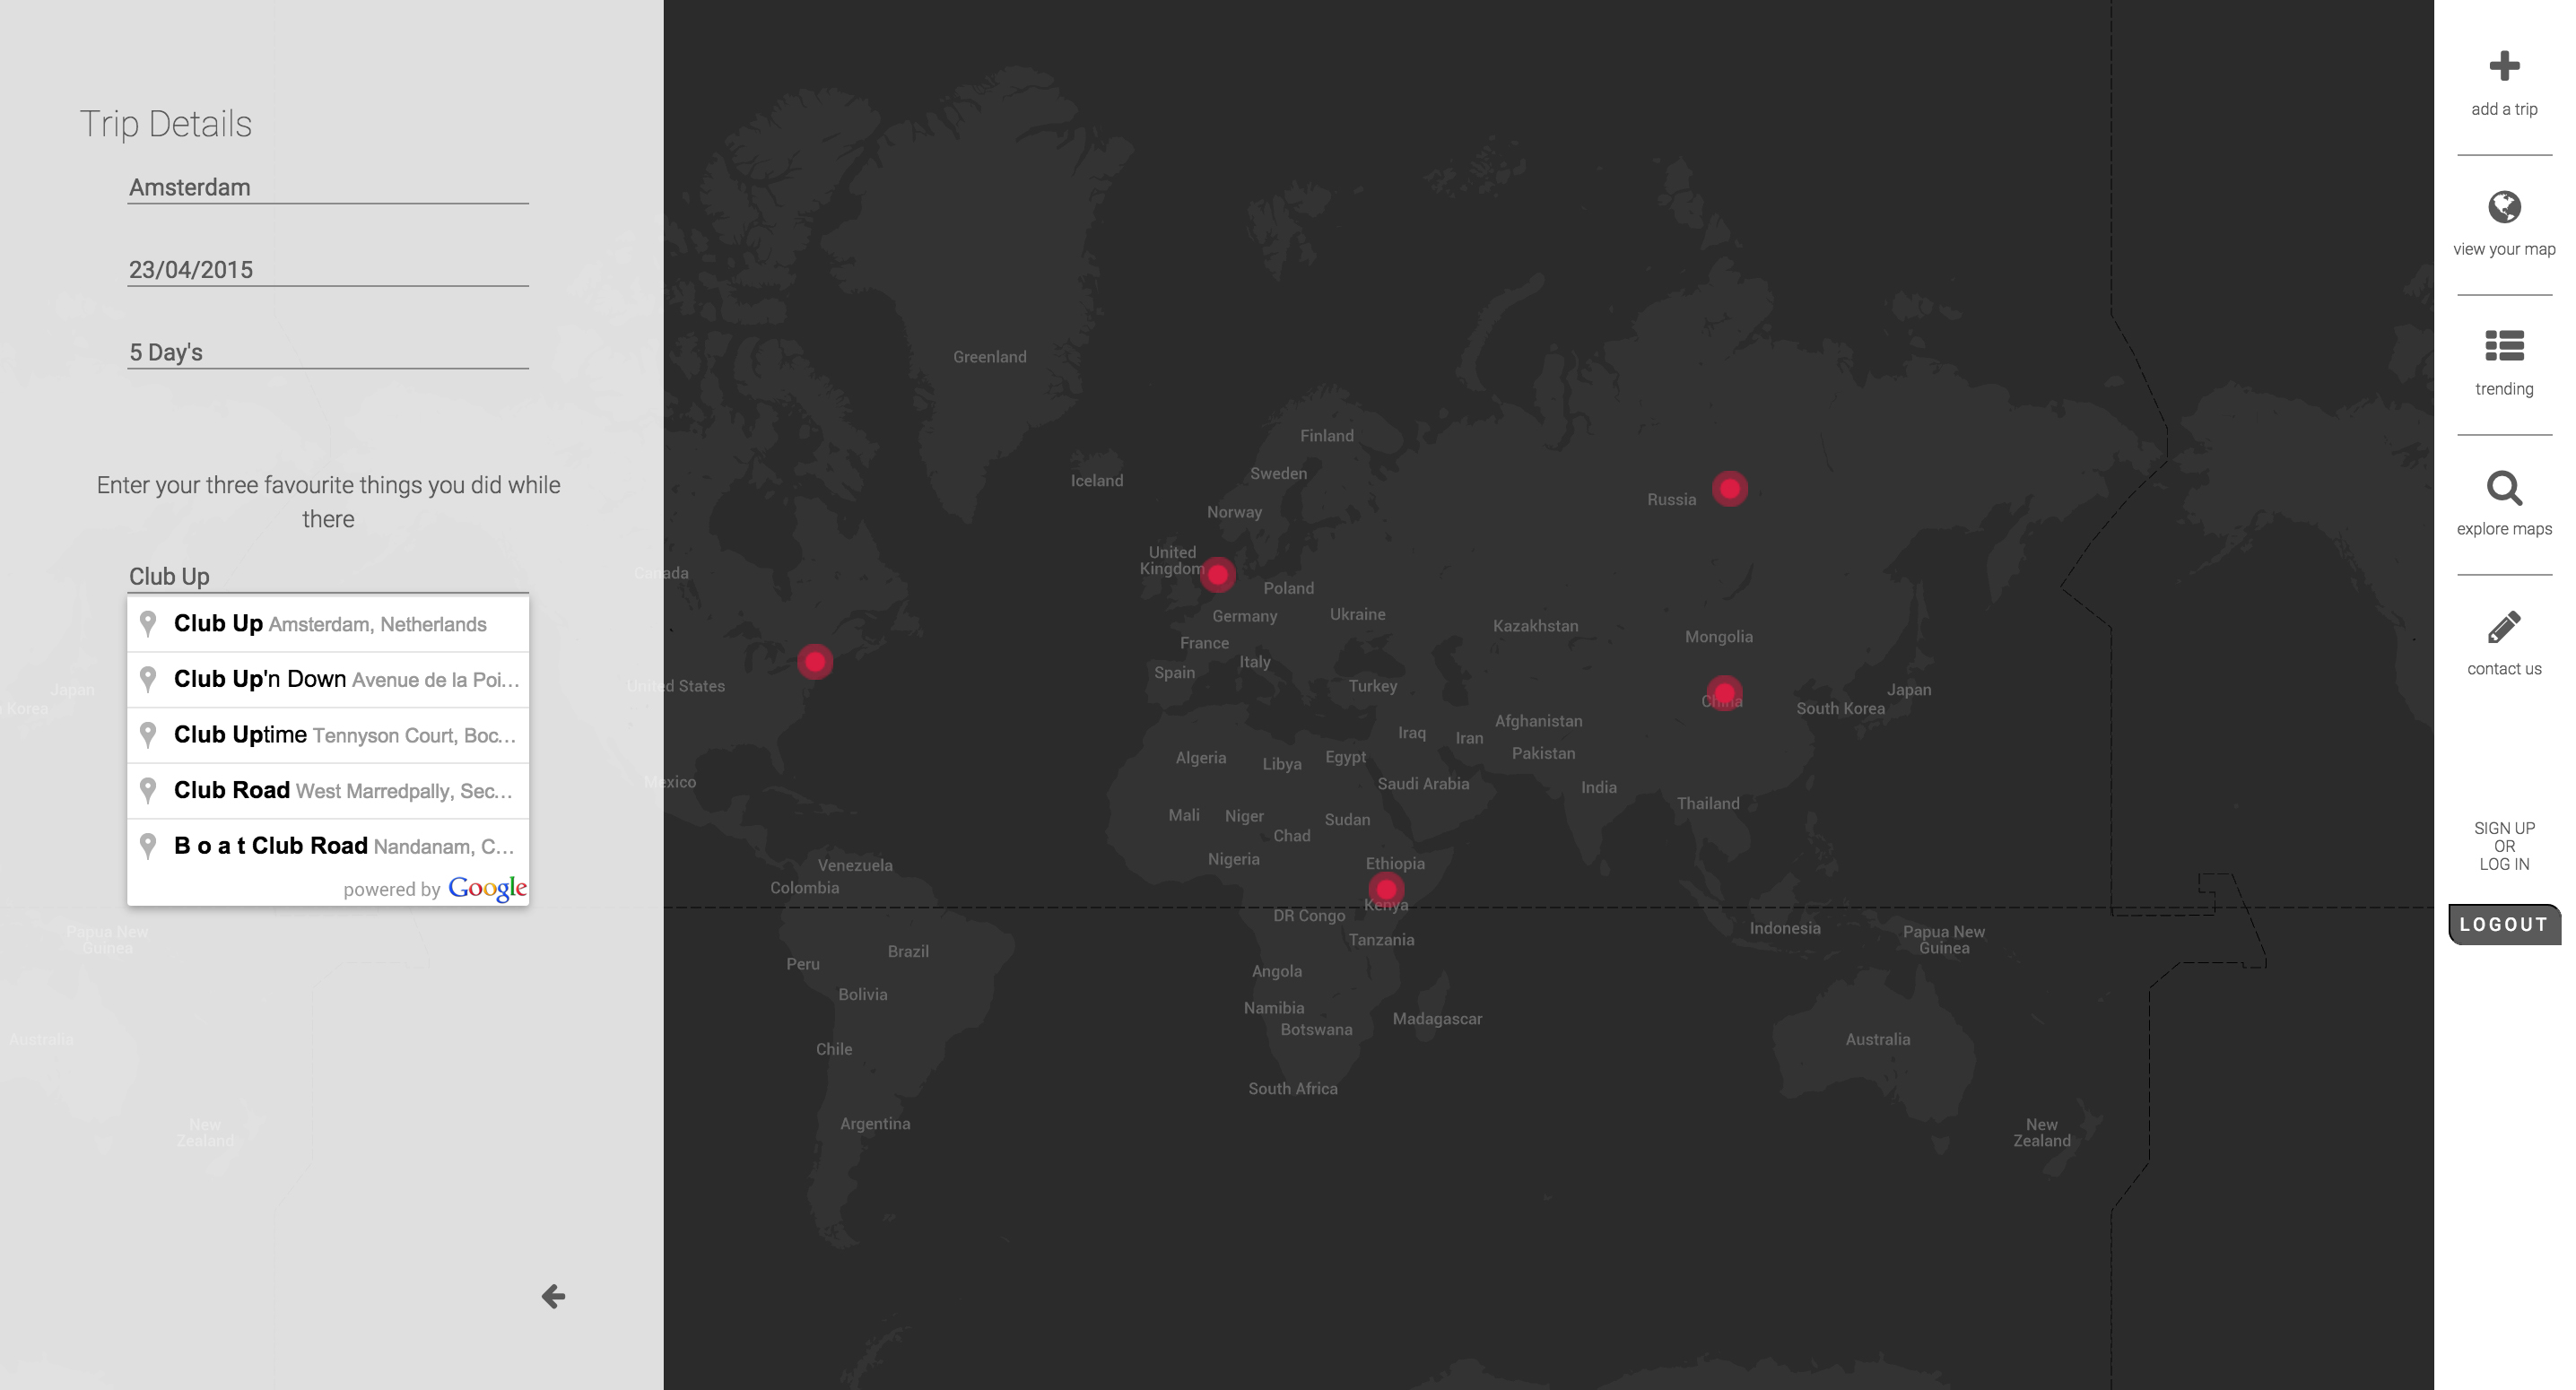 Trip Details
Amsterdam
23/04/2015
5 Day's
Enter your three favourite things you did while
there
Club Up
Club Up Amsterdam, Netherlands
Club Up'n Down Avenue de la Poi...
Club Uptime Tennyson Court, Boc...
Club Road West Marredpally, Sec...
B o a t Club Road Nandanam, C...
powered by Google
Japan
Korea
Papua New
Guinea
Australia
New
Zealand
Canada
United States
Mexico
Greenland
Iceland
Finland
Sweden
Norway
United
Kingdom
Poland
Germany
Ukraine
France
Italy
Spain
Turkey
Russia
Kazakhstan
Mongolia
China
Japan
South Korea
Afghanistan
Iraq
Iran
Pakistan
Algeria
Libya
Egypt
Saudi Arabia
India
Thailand
Mali
Niger
Sudan
Chad
Nigeria
Ethiopia
Venezuela
Colombia
Kenya
DR Congo
Tanzania
Indonesia
Papua New
Guinea
Brazil
Peru
Angola
Bolivia
Namibia
Botswana
Madagascar
Chile
Australia
South Africa
Argentina
New
Zealand
add a trip
view your map
trending
explore maps
contact us
SIGN UP
OR
LOG IN
LOGOUT